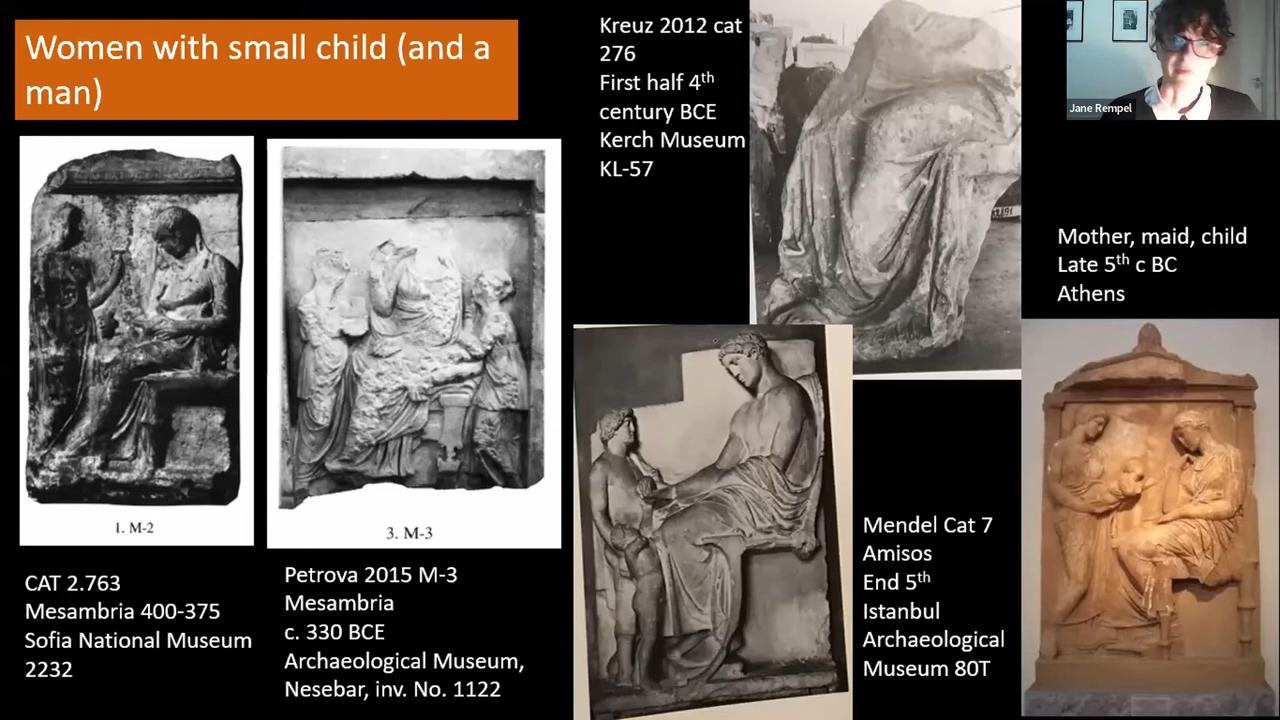 Women with small child (and a
man)
Kreuz 2012 cat
276
First half 4th
century BCE
Kerch Museum
KL-57
Jane Rempel
Mother, maid, child
Late 5th c BC
Athens
1. M-2
3. M-3
CAT 2.763
Mesambria 400-375
Sofia National Museum
2232
Petrova 2015 M-3
Mesambria
c. 330 BCE
Archaeological Museum,
Nesebar, inv. No. 1122
Mendel Cat 7
Amisos
End 5th
Istanbul
Archaeological
Museum 80T